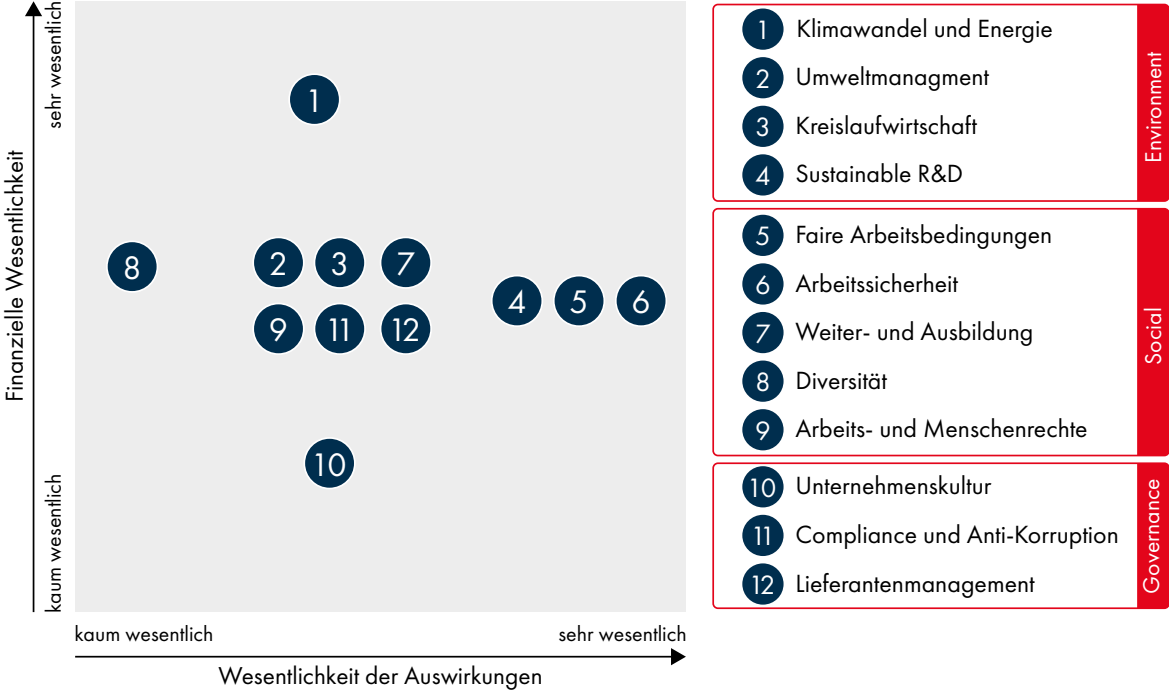 sehr wesentlich
Finanzielle Wesentlichkeit
kaum wesentlich
1
8
2 3 7
4 5 6
9 11 12
10
kaum wesentlich sehr wesentlich
Wesentlichkeit der Auswirkungen
1 Klimawandel und Energie
2 Umweltmanagment
3 Kreislaufwirtschaft
4 Sustainable R&D
Environment
5 Faire Arbeitsbedingungen
6 Arbeitssicherheit
7 Weiter- und Ausbildung
8 Diversität
9 Arbeits- und Menschenrechte
Social
10 Unternehmenskultur
11 Compliance und Anti-Korruption
12 Lieferantenmanagement
Governance